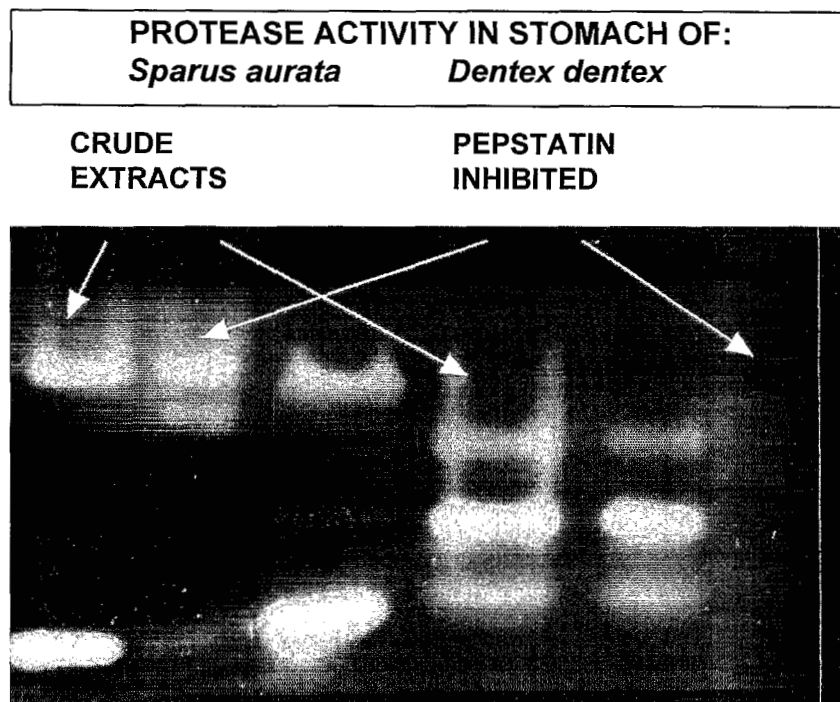 PROTEASE ACTIVITY IN STOMACH OF:
Sparus aurata Dentex dentex
CRUDE PEPSTATIN
EXTRACTS INHIBITED